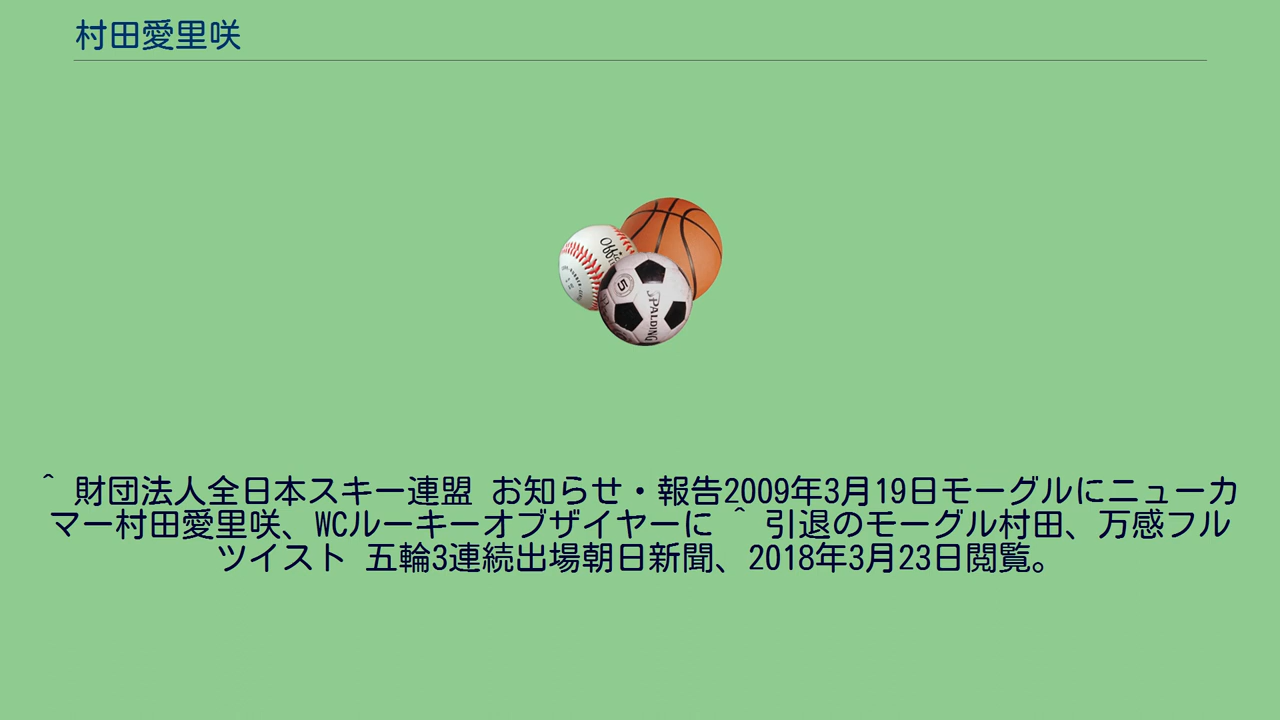 村田愛里咲
Offic
5
SPALDING
^ 財団法人全日本スキー連盟 お知らせ・報告2009年3月19日モーグルにニューカ
マー村田愛里咲、WCルーキーオブザイヤーに ^ 引退のモーグル村田、万感フル
ツイスト 五輪3連続出場朝日新聞、2018年3月23日閲覧。